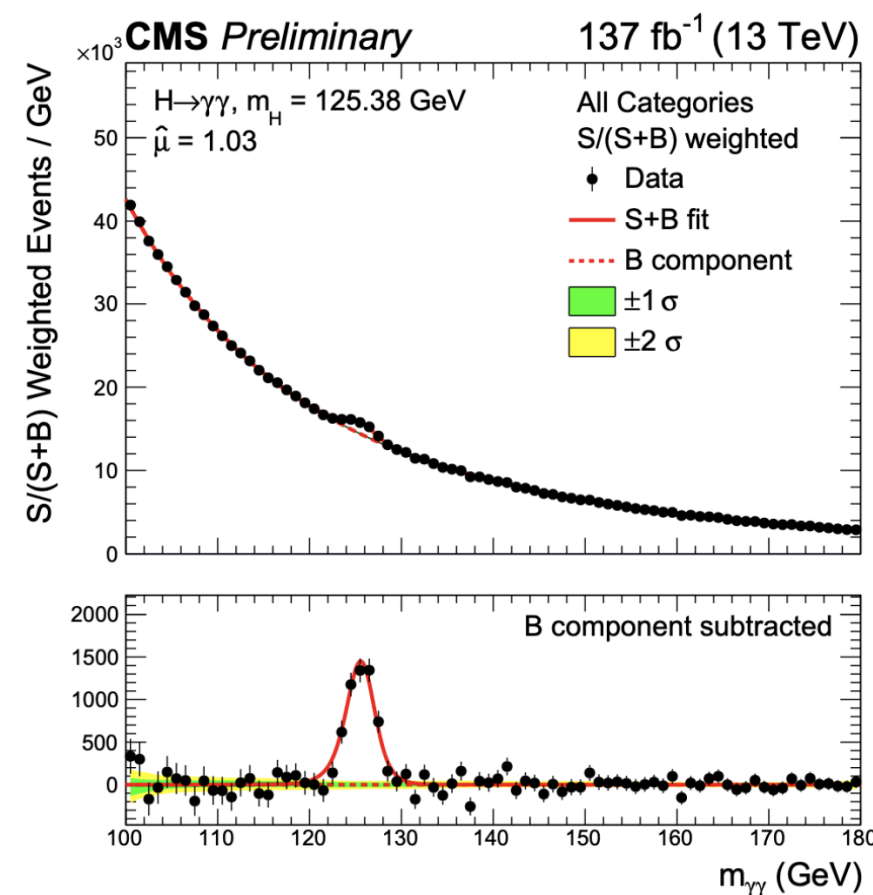 CMS Preliminary 137 fb⁻¹ (13 TeV)
×10³
S/(S+B) Weighted Events / GeV
H→γγ, m_H = 125.38 GeV
μ̂ = 1.03
All Categories
S/(S+B) weighted
Data
S+B fit
B component
±1 σ
±2 σ
50
40
30
20
10
0
B component subtracted
2000
1500
1000
500
0
100 110 120 130 140 150 160 170 180
m_γγ (GeV)